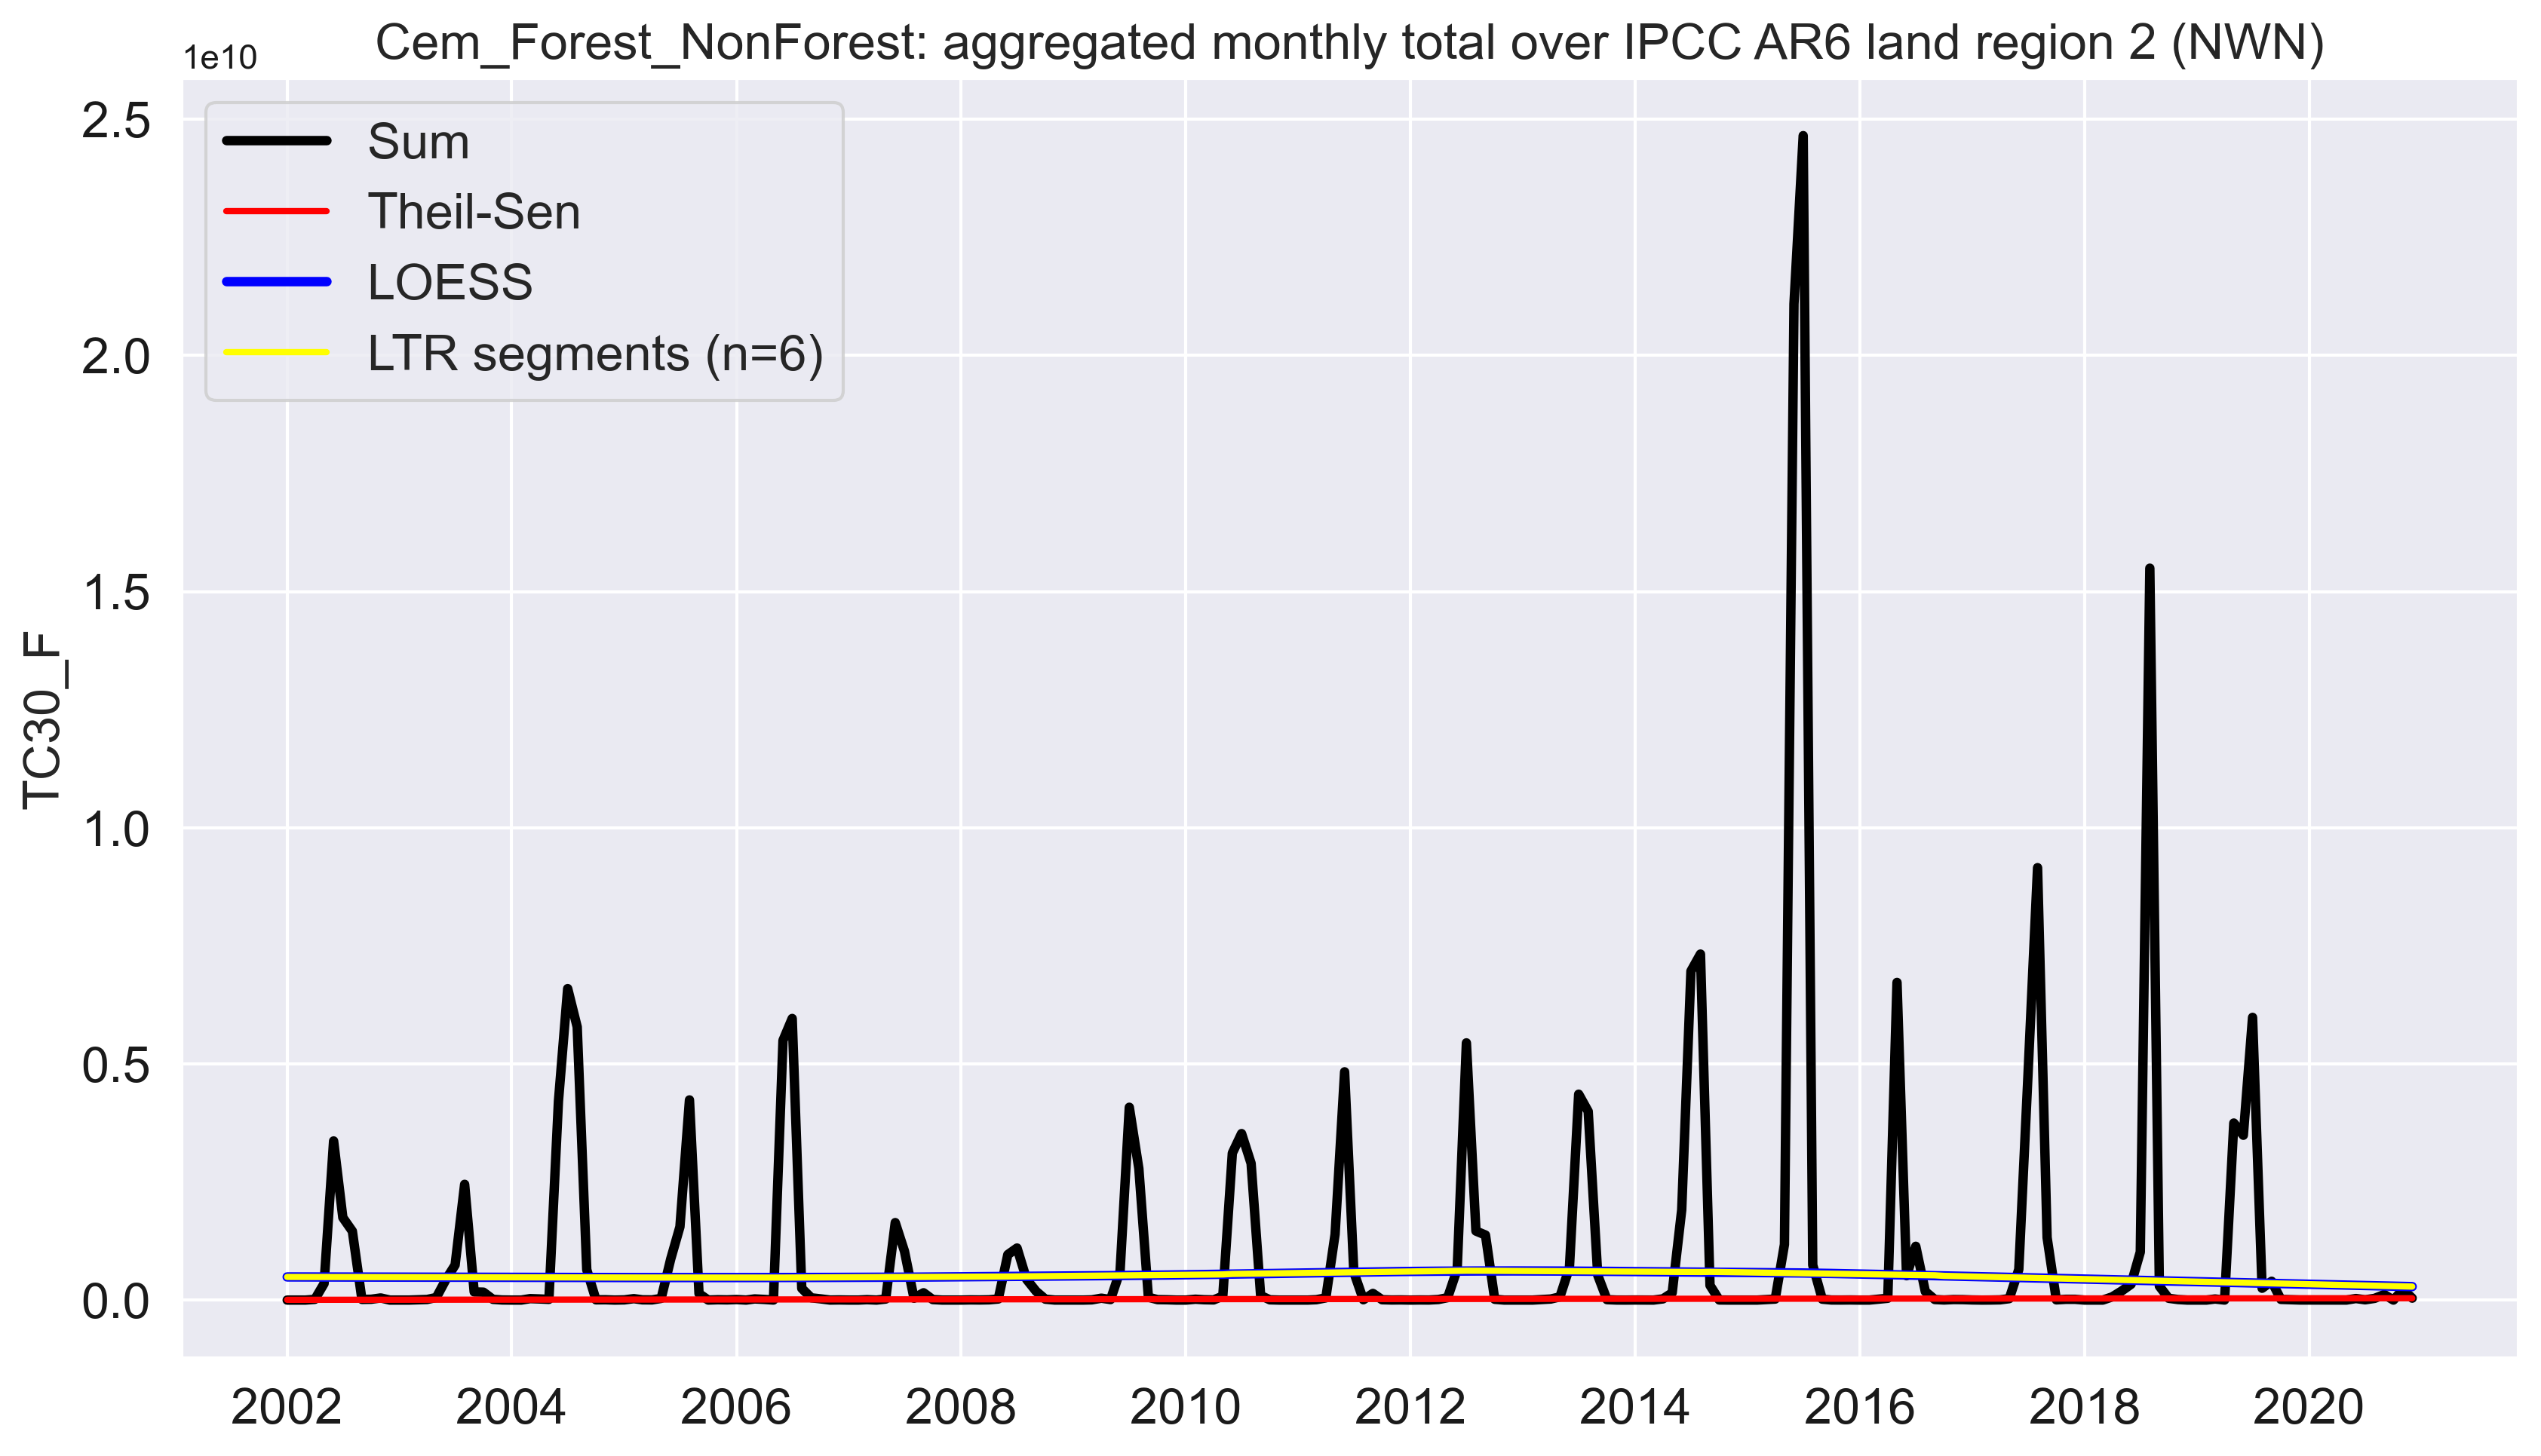 Cem_Forest_NonForest: aggregated monthly total over IPCC AR6 land region 2 (NWN)
1e10
2.5
2.0
1.5
1.0
0.5
0.0
TC30_F
Sum
Theil-Sen
LOESS
LTR segments (n=6)
2002 2004 2006 2008 2010 2012 2014 2016 2018 2020